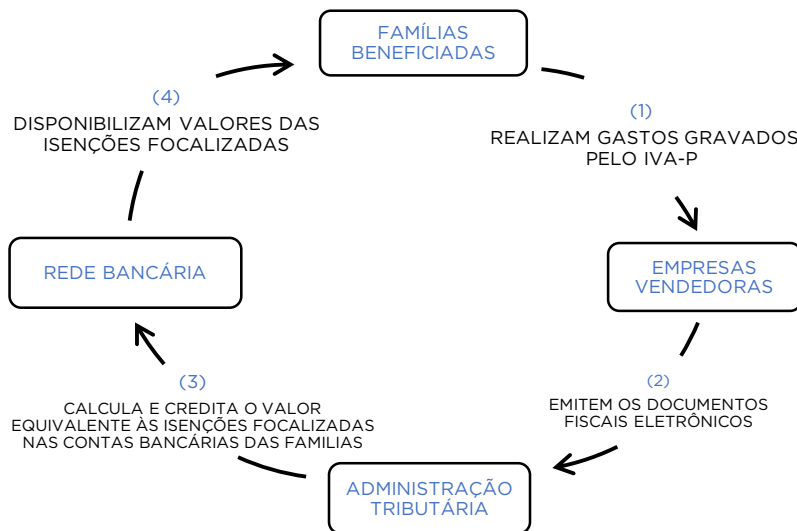 FAMÍLIAS
BENEFICIADAS
(1)
REALIZAM GASTOS GRAVADOS
PELO IVA-P
EMPRESAS
VENDEDORAS
(2)
EMITEM OS DOCUMENTOS
FISCAIS ELETRÔNICOS
ADMINISTRAÇÃO
TRIBUTÁRIA
(3)
CALCULA E CREDITA O VALOR
EQUIVALENTE ÀS ISENÇÕES FOCALIZADAS
NAS CONTAS BANCÁRIAS DAS FAMILIAS
REDE BANCÁRIA
(4)
DISPONIBILIZAM VALORES DAS
ISENÇÕES FOCALIZADAS